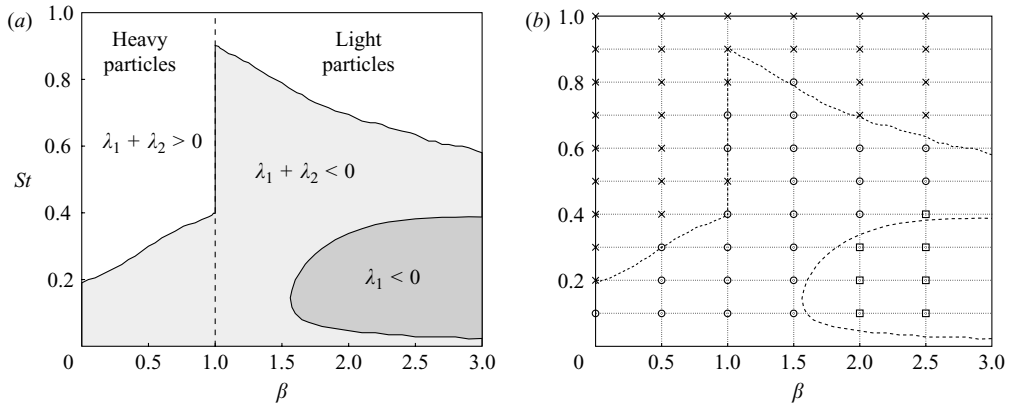 (a)
1.0
0.8
0.6
0.4
0.2
0
St
Heavy
particles
Light
particles
λ1 + λ2 > 0
λ1 + λ2 < 0
λ1 < 0
0.5
1.0
1.5
2.0
2.5
3.0
β
(b)
1.0
0.8
0.6
0.4
0.2
0
0.5
1.0
1.5
2.0
2.5
3.0
β